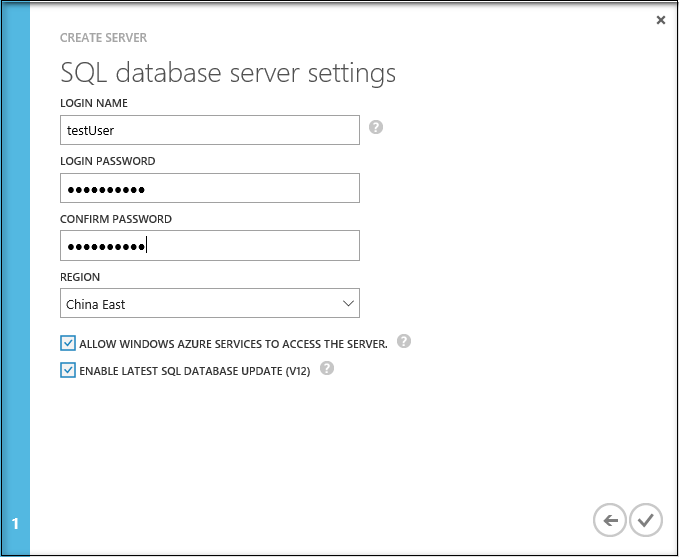 CREATE SERVER
SQL database server settings
LOGIN NAME
testUser
?
LOGIN PASSWORD
●●●●●●●●●●
CONFIRM PASSWORD
●●●●●●●●●●
REGION
China East
ALLOW WINDOWS AZURE SERVICES TO ACCESS THE SERVER. ?
ENABLE LATEST SQL DATABASE UPDATE (V12) ?
1